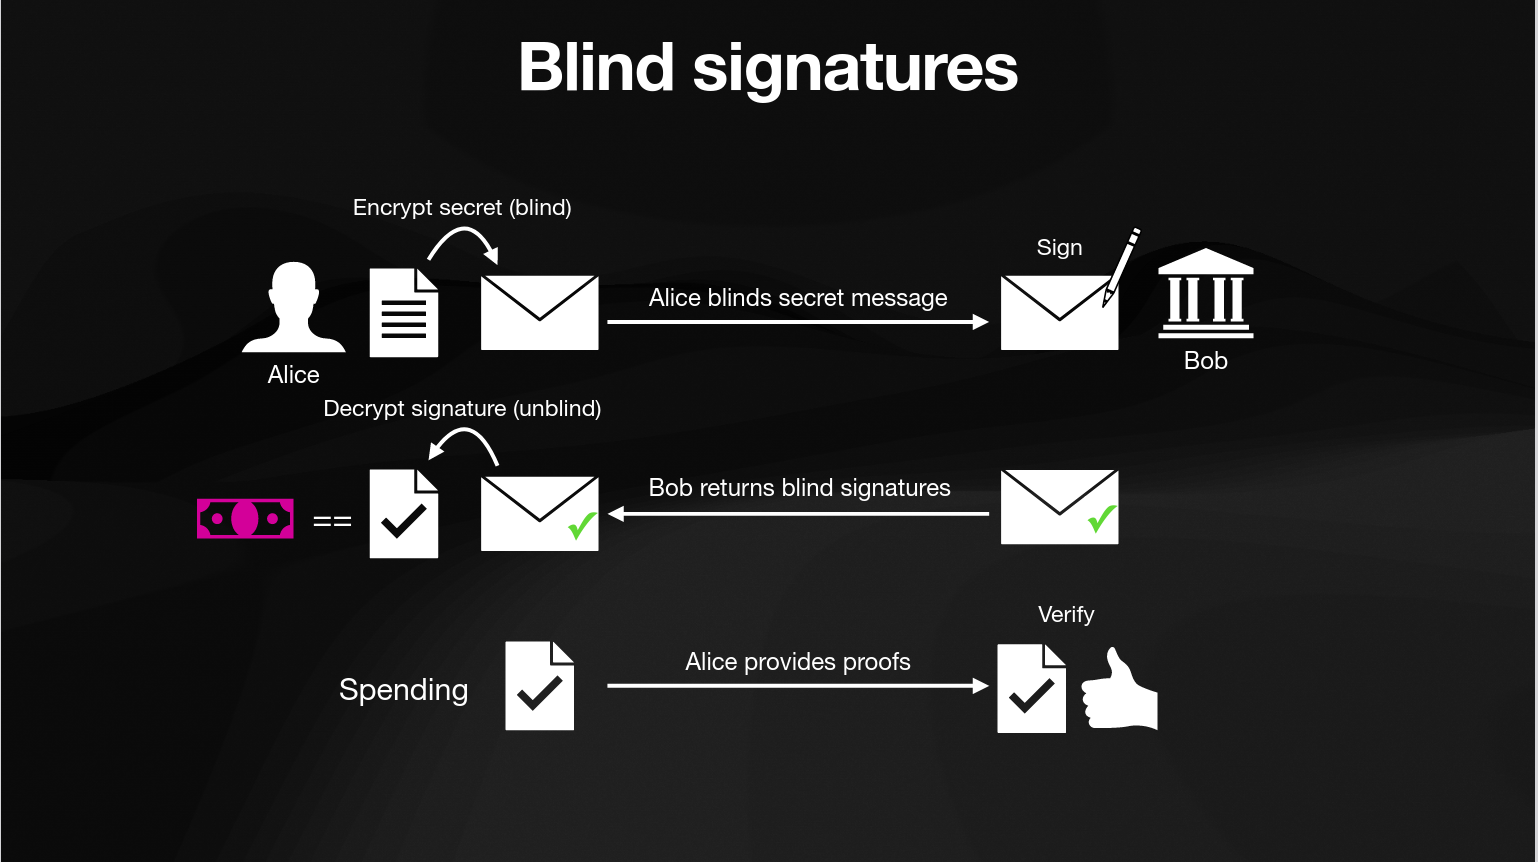 Blind signatures
Encrypt secret (blind)
Sign
Alice blinds secret message
Alice
Bob
Decrypt signature (unblind)
Bob returns blind signatures
==
Verify
Spending
Alice provides proofs